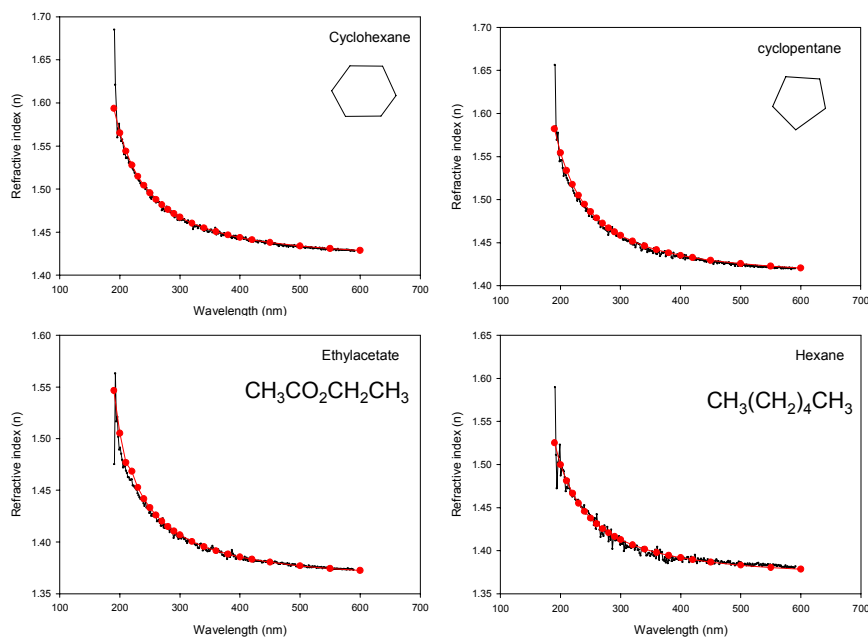 Cyclohexane
Refractive index (n)
1.70
1.65
1.60
1.55
1.50
1.45
1.40
100 200 300 400 500 600 700
Wavelength (nm)
cyclopentane
Refractive index (n)
1.70
1.65
1.60
1.55
1.50
1.45
1.40
100 200 300 400 500 600 700
Wavelength (nm)
Ethylacetate
CH3CO2CH2CH3
Refractive index (n)
1.60
1.55
1.50
1.45
1.40
1.35
100 200 300 400 500 600 700
Wavelength (nm)
Hexane
CH3(CH2)4CH3
Refractive index (n)
1.65
1.60
1.55
1.50
1.45
1.40
1.35
100 200 300 400 500 600 700
Wavelength (nm)